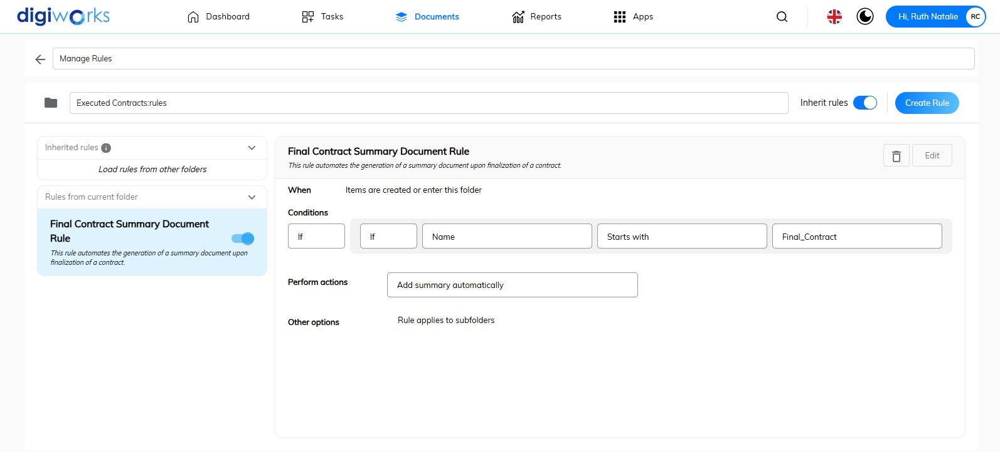 digiworks
Dashboard
Tasks
Documents
Reports
Apps
Hi, Ruth Natalie
RC
Manage Rules
Executed Contracts:rules
Inherit rules
Create Rule
Inherited rules
Load rules from other folders
Rules from current folder
Final Contract Summary Document
Rule
This rule automates the generation of a summary document upon
finalization of a contract.
Final Contract Summary Document Rule
This rule automates the generation of a summary document upon finalization of a contract.
Edit
When
Items are created or enter this folder
Conditions
If
If
Name
Starts with
Final_Contract
Perform actions
Add summary automatically
Other options
Rule applies to subfolders